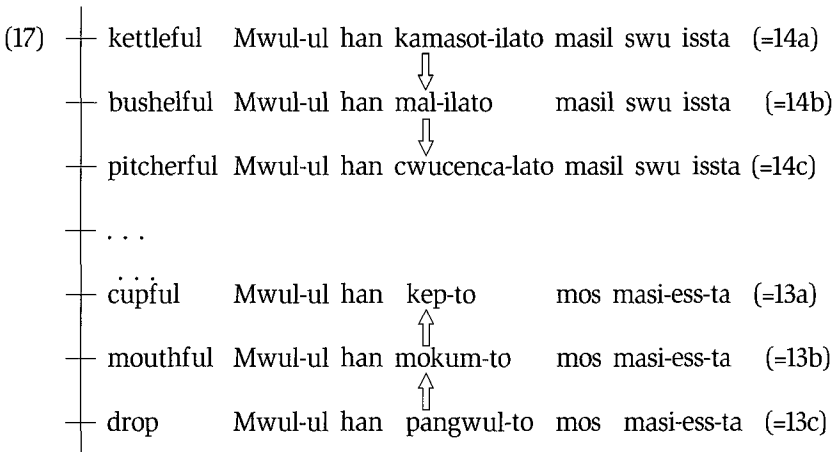 (17) kettleful Mwul-ul han kamasot-ilato masil swu issta (=14a)
bushelful Mwul-ul han mal-ilato masil swu issta (=14b)
pitcherful Mwul-ul han cwucenca-lato masil swu issta (=14c)
. . .
. . .
cupful Mwul-ul han kep-to mos masi-ess-ta (=13a)
mouthful Mwul-ul han mokum-to mos masi-ess-ta (=13b)
drop Mwul-ul han pangwul-to mos masi-ess-ta (=13c)